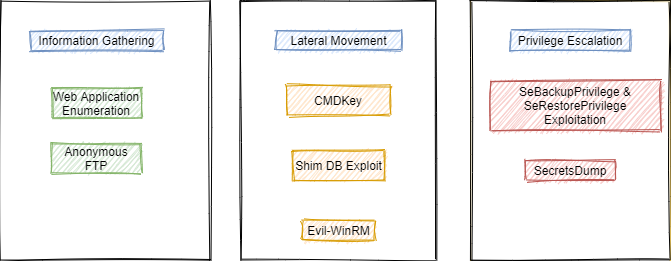 Information Gathering
Web Application
Enumeration
Anonymous
FTP
Lateral Movement
CMDKey
Shim DB Exploit
Evil-WinRM
Privilege Escalation
SeBackupPrivilege &
SeRestorePrivilege
Exploitation
SecretsDump